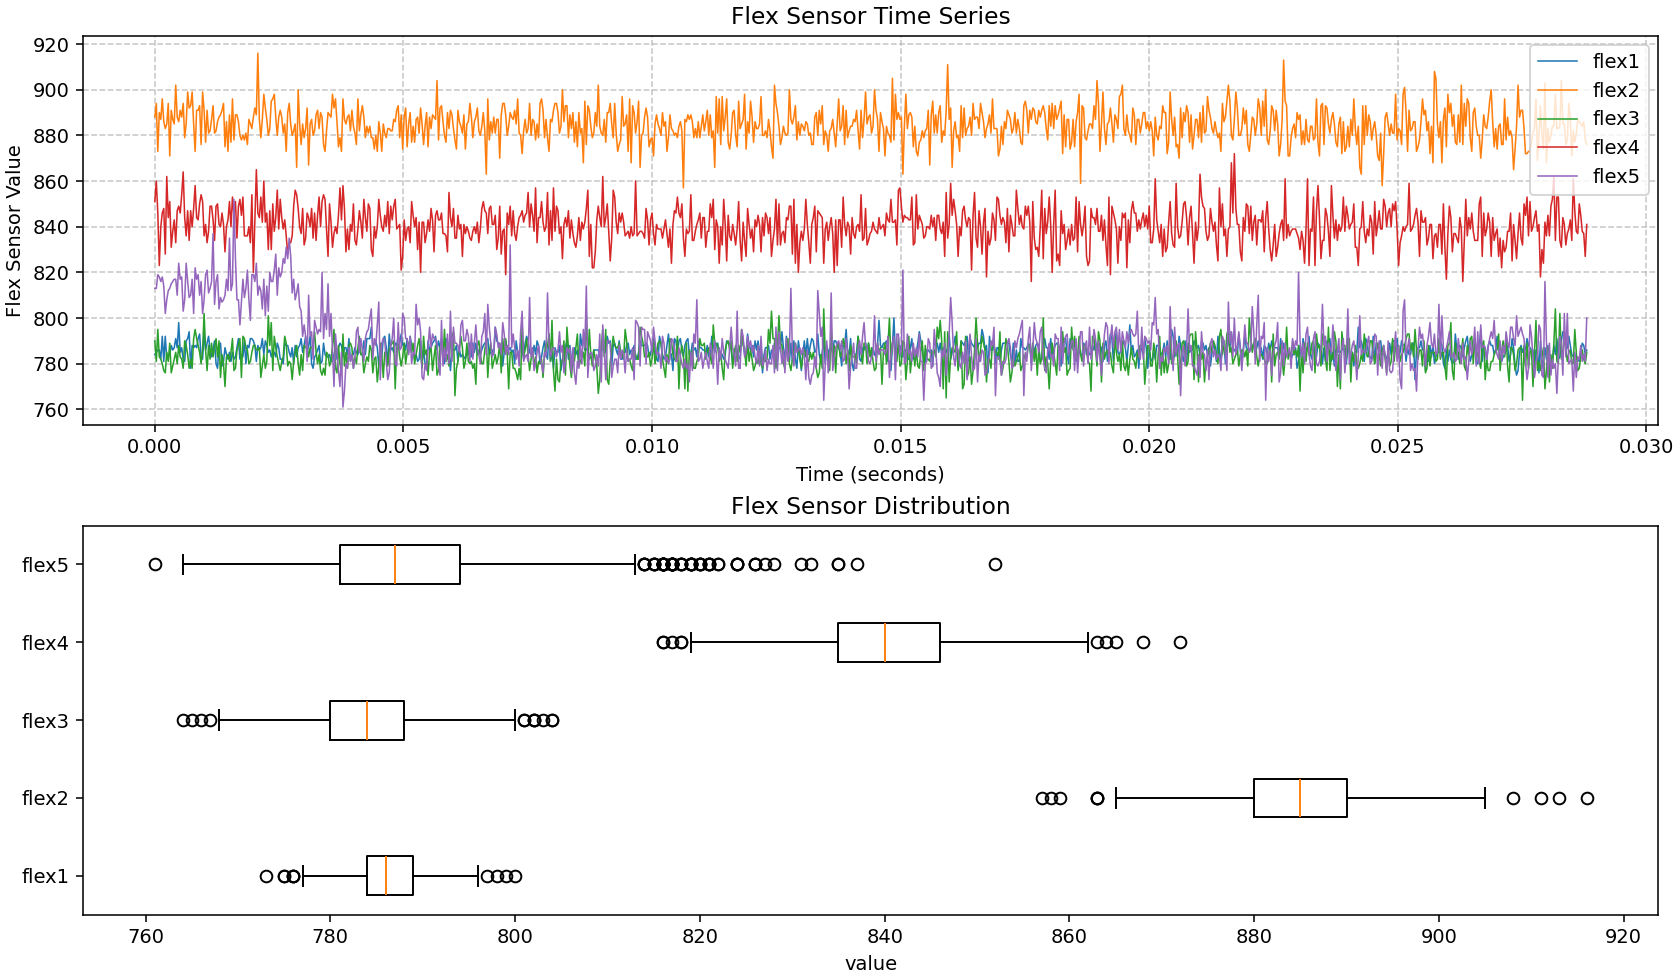 Flex Sensor Time Series
Flex Sensor Value
920
900
880
860
840
820
800
780
760
flex1
flex2
flex3
flex4
flex5
0.000 0.005 0.010 0.015 0.020 0.025 0.030
Time (seconds)
Flex Sensor Distribution
flex5
flex4
flex3
flex2
flex1
760 780 800 820 840 860 880 900 920
value